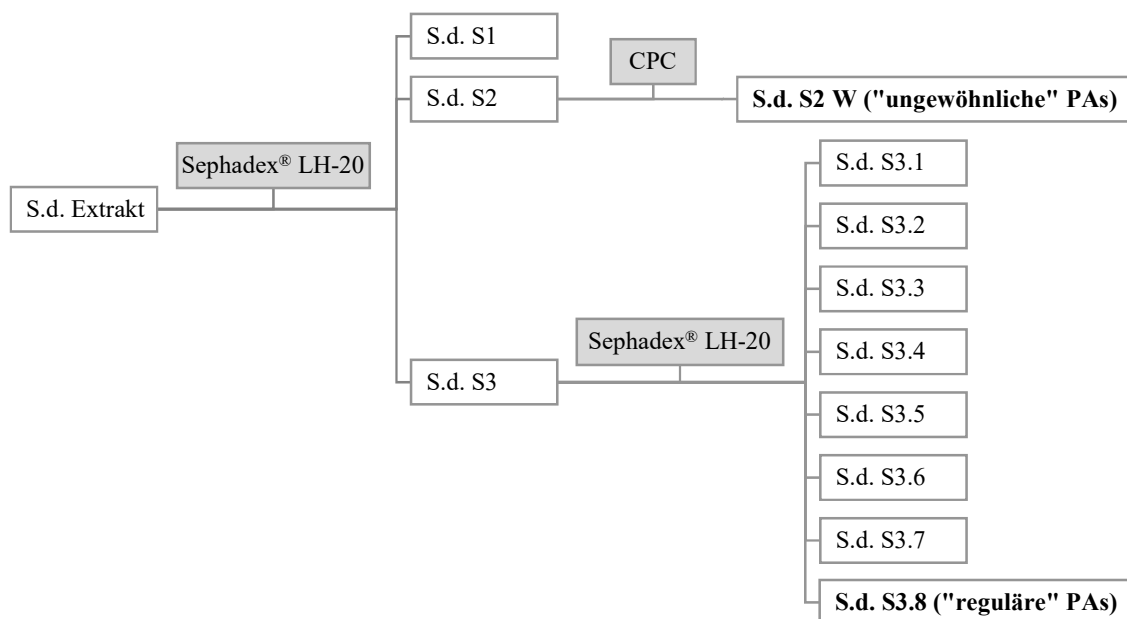 S.d. S1
CPC
S.d. S2
S.d. S2 W ("ungewöhnliche" PAs)
Sephadex® LH-20
S.d. Extrakt
S.d. S3.1
S.d. S3.2
S.d. S3.3
Sephadex® LH-20
S.d. S3.4
S.d. S3
S.d. S3.5
S.d. S3.6
S.d. S3.7
S.d. S3.8 ("reguläre" PAs)